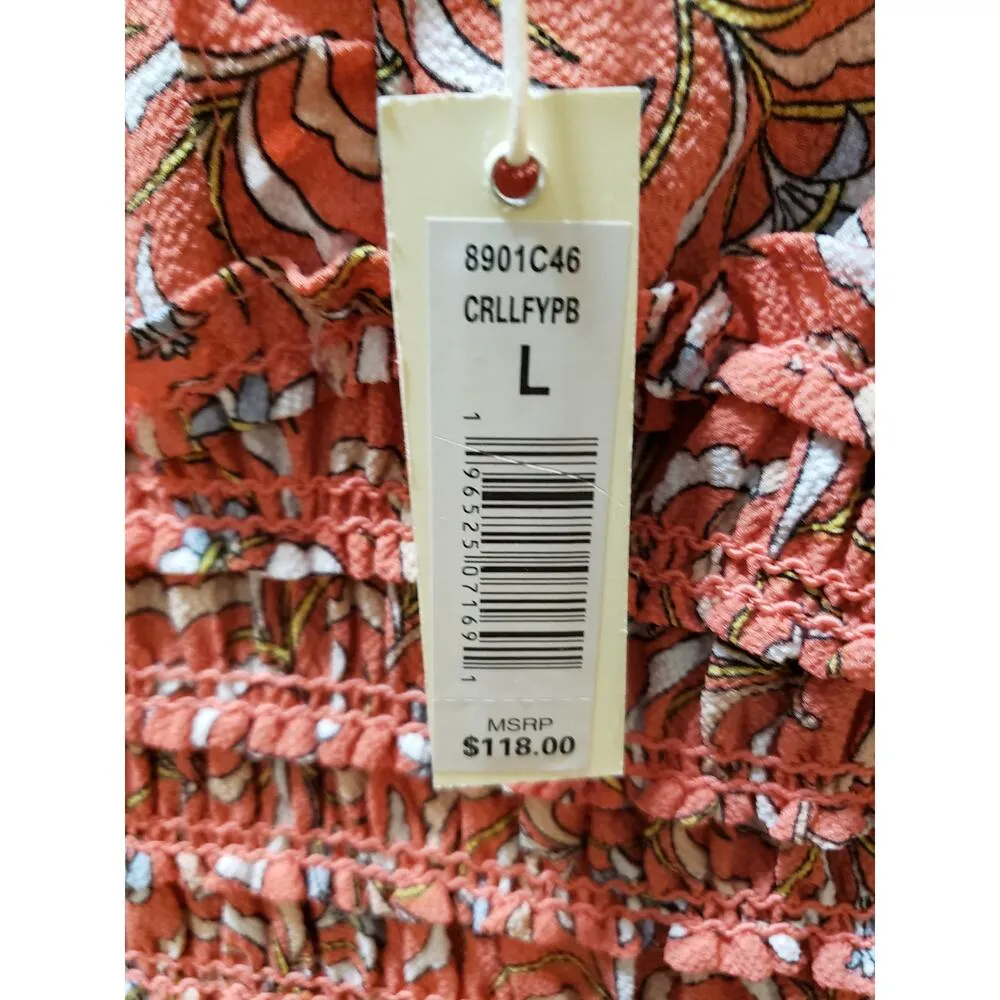 8901C46
CRLLFYPB
L
1 96525 07169 1
MSRP
$118.00